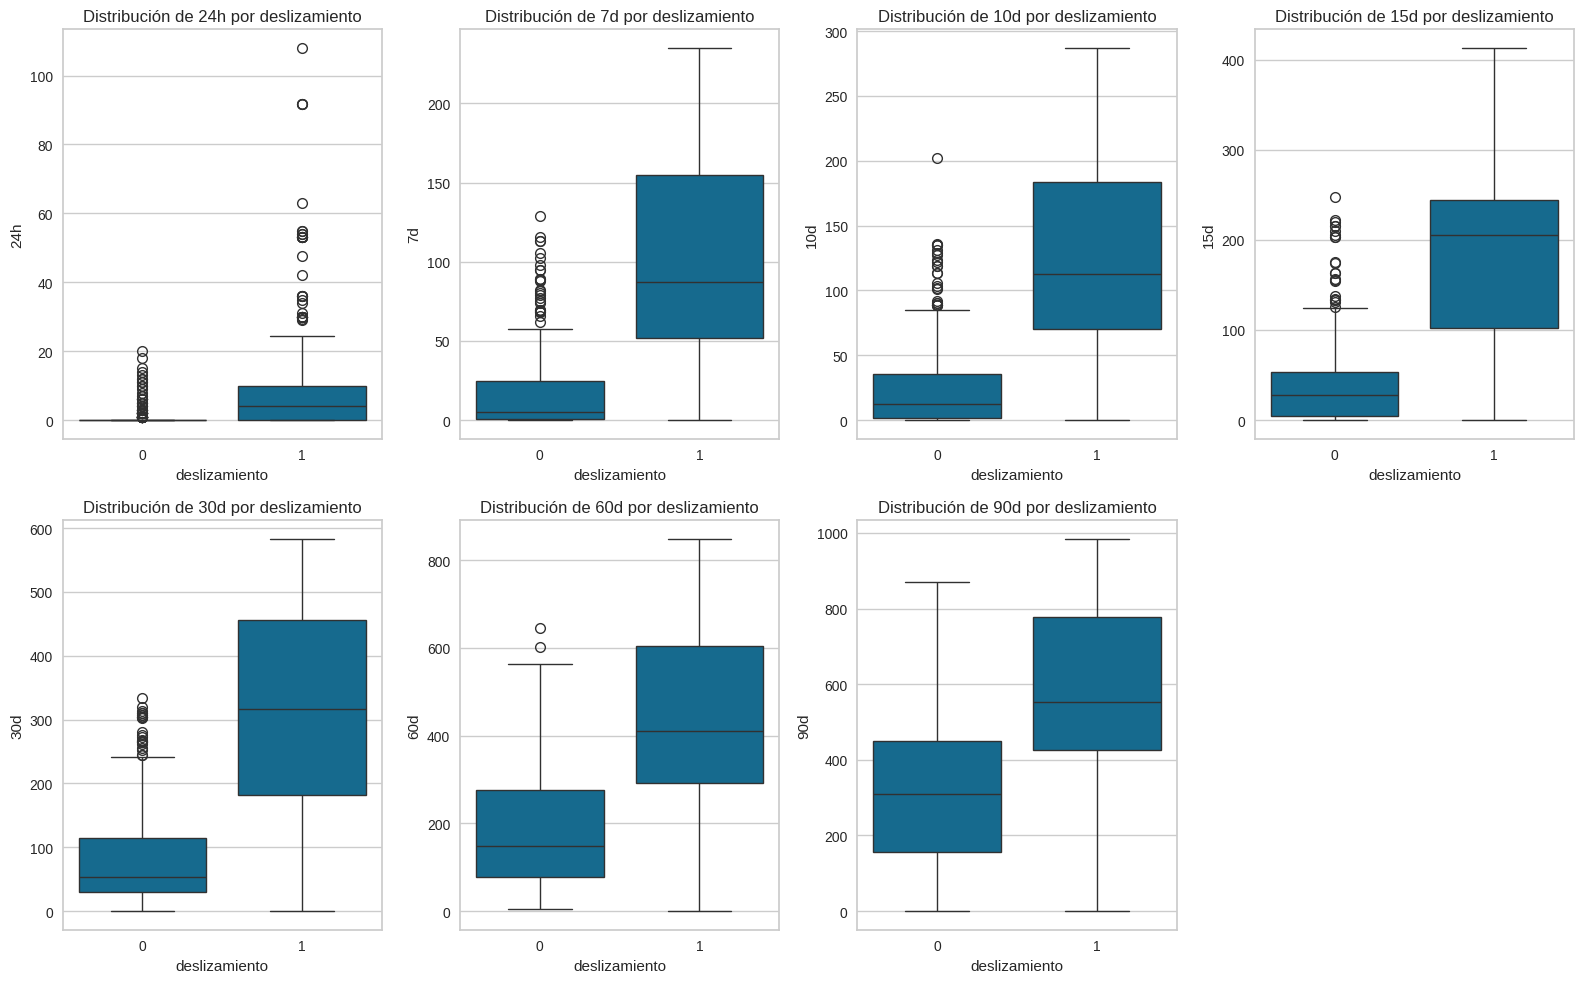 Distribución de 24h por deslizamiento
24h
100
80
60
40
20
0
0
1
deslizamiento
Distribución de 7d por deslizamiento
7d
200
150
100
50
0
0
1
deslizamiento
Distribución de 10d por deslizamiento
10d
300
250
200
150
100
50
0
0
1
deslizamiento
Distribución de 15d por deslizamiento
15d
400
300
200
100
0
0
1
deslizamiento
Distribución de 30d por deslizamiento
30d
600
500
400
300
200
100
0
0
1
deslizamiento
Distribución de 60d por deslizamiento
60d
800
600
400
200
0
0
1
deslizamiento
Distribución de 90d por deslizamiento
90d
1000
800
600
400
200
0
0
1
deslizamiento